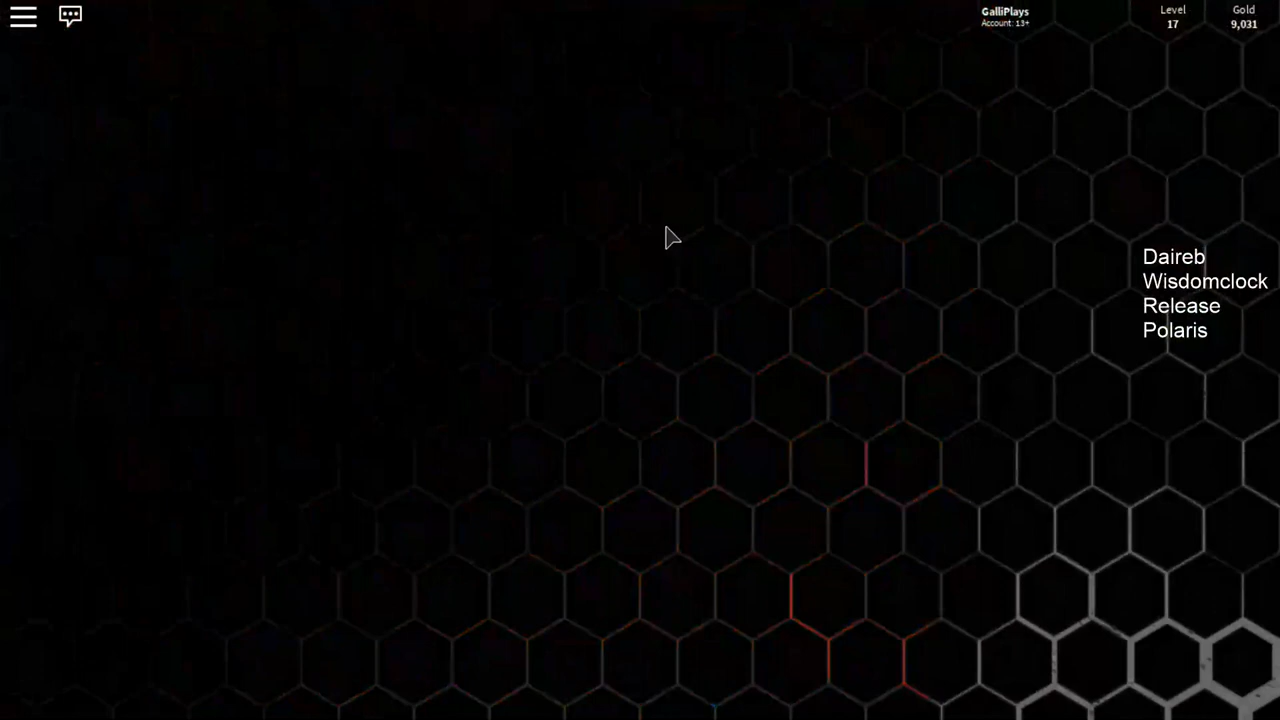 GalliPlays
Account: 13+
Level
17
Gold
9,031
Daireb
Wisdomclock
Release
Polaris